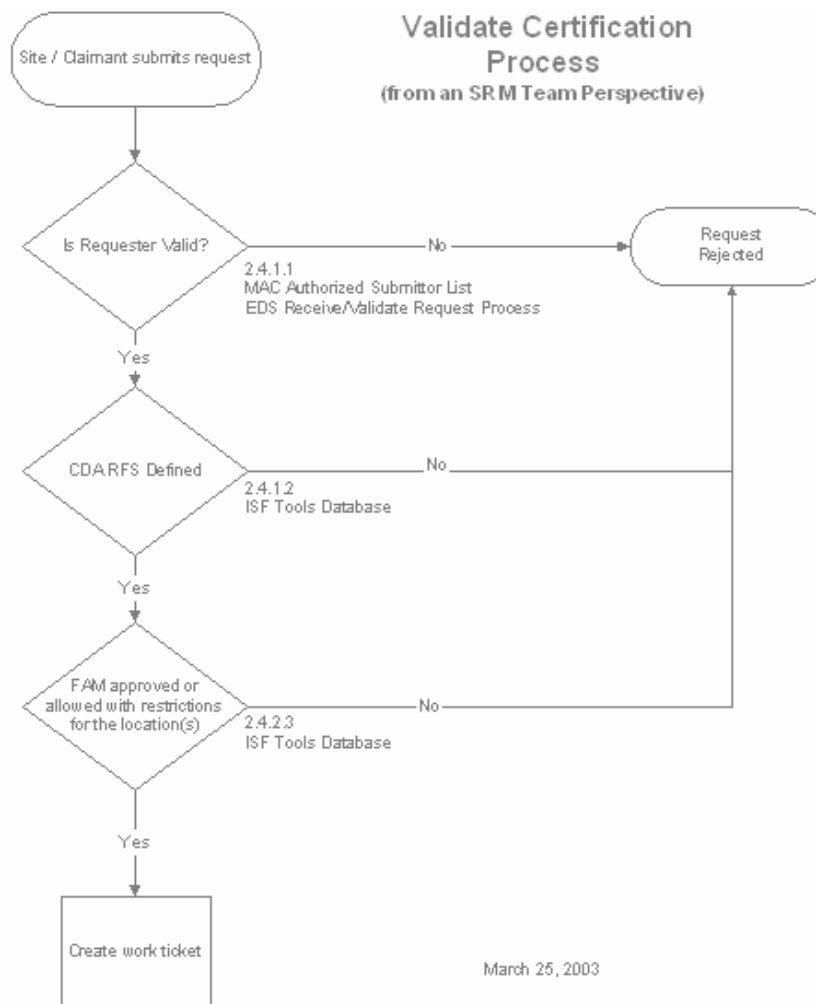 Validate Certification
Process
(from an SRM Team Perspective)
Site / Claimant submits request
Is Requester Valid?
No
Request
Rejected
2.4.1.1
MAC Authorized Submittor List
EDS Receive/Validate Request Process
Yes
CDA RFS Defined
No
2.4.1.2
ISF Tools Database
Yes
FAM approved or
allowed with restrictions
for the location(s)
No
2.4.2.3
ISF Tools Database
Yes
Create work ticket
March 25, 2003